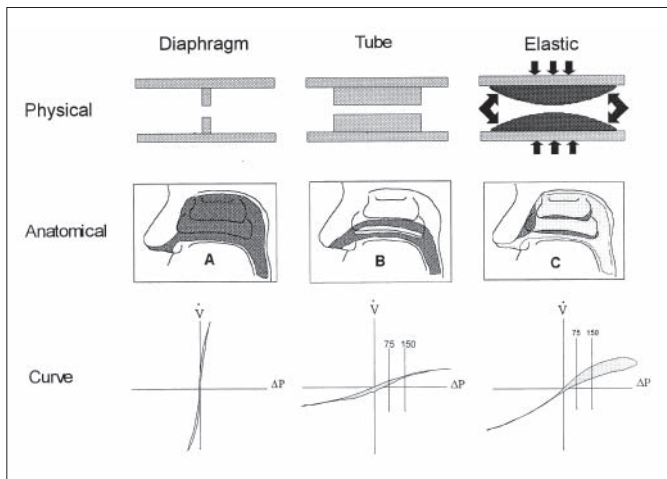 Diaphragm Tube Elastic
Physical
Anatomical
A B C
V̇ V̇ V̇
75 150 75 150
Curve
ΔP ΔP ΔP